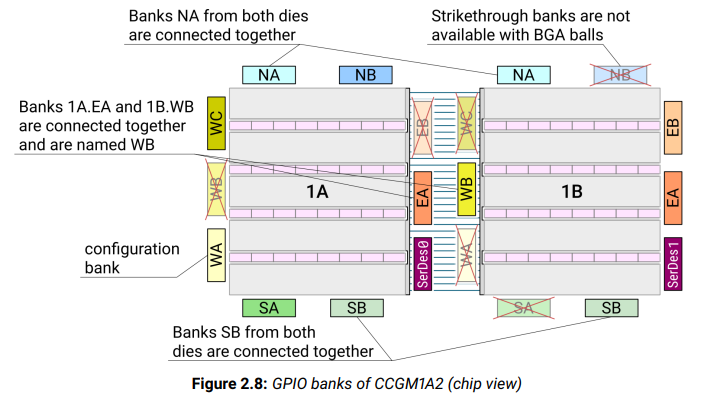 Banks NA from both dies
are connected together
Strikethrough banks are not
available with BGA balls
NA
NB
NA
NB
Banks 1A.EA and 1B.WB
are connected together
and are named WB
WC
EB
WC
EB
WB
1A
EA
WB
1B
EA
configuration
bank
WA
SerDes0
WA
SerDes1
SA
SB
SA
SB
Banks SB from both
dies are connected together
Figure 2.8: GPIO banks of CCGM1A2 (chip view)